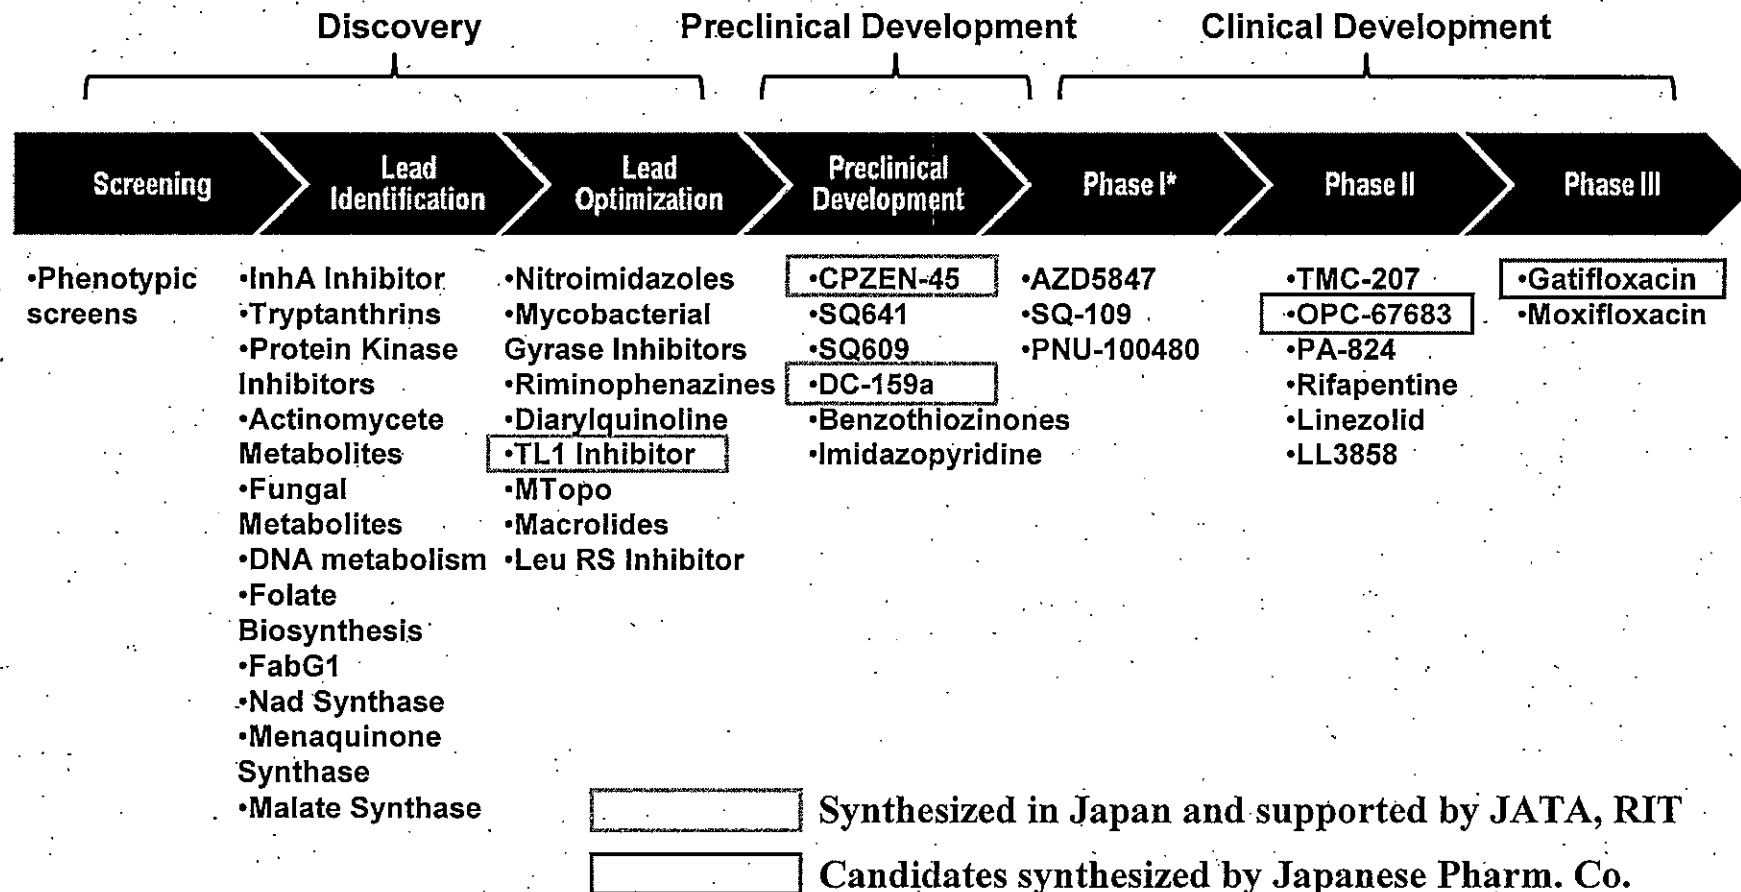 Discovery
Preclinical Development
Clinical Development
Screening
Lead
Identification
Lead
Optimization
Preclinical
Development
Phase I*
Phase II
Phase III
•Phenotypic
screens
•InhA Inhibitor
•Tryptanthrins
•Protein Kinase
Inhibitors
•Actinomycete
Metabolites
•Fungal
Metabolites
•DNA metabolism
•Folate
Biosynthesis
•FabG1
•Nad Synthase
•Menaquinone
Synthase
•Malate Synthase
•Nitroimidazoles
•Mycobacterial
Gyrase Inhibitors
•Riminophenazines
•Diarylquinoline
•TL1 Inhibitor
•MTopo
•Macrolides
•Leu RS Inhibitor
•CPZEN-45
•SQ641
•SQ609
•DC-159a
•Benzothiozinones
•Imidazopyridine
•AZD5847
•SQ-109
•PNU-100480
•TMC-207
•OPC-67683
•PA-824
•Rifapentine
•Linezolid
•LL3858
•Gatifloxacin
•Moxifloxacin
Synthesized in Japan and supported by JATA, RIT
Candidates synthesized by Japanese Pharm. Co.